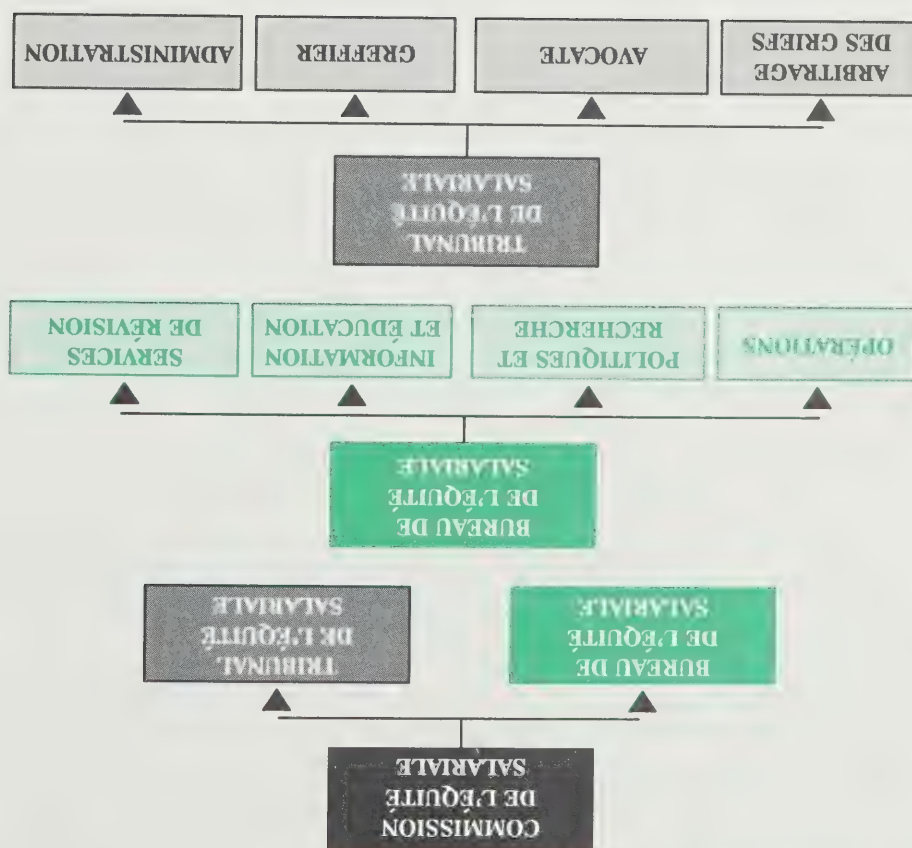 COMMISSION
DE L'ÉQUITÉ
SALARIALE
BUREAU DE
DE L'ÉQUITÉ
SALARIALE
TRIBUNAL
DE L'ÉQUITÉ
SALARIALE
BUREAU DE
DE L'ÉQUITÉ
SALARIALE
OPÉRATIONS
POLITIQUES ET
RECHERCHE
INFORMATION
ET ÉDUCATION
SERVICES
DE RÉVISION
TRIBUNAL
DE L'ÉQUITÉ
SALARIALE
ARBITRAGE
DES GRIEFS
AVOCATE
GREFFIER
ADMINISTRATION